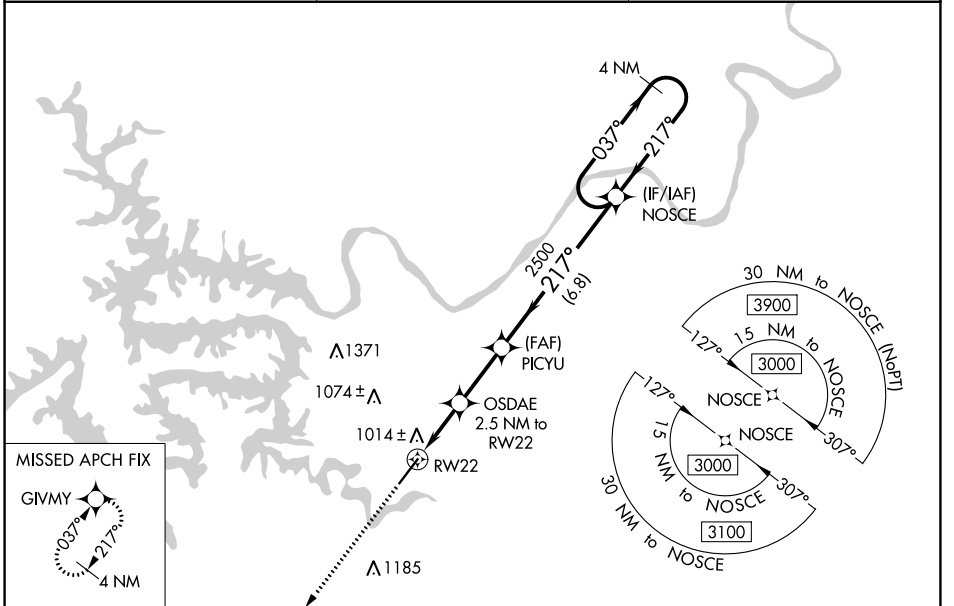 4 NM
037°
217°
(IF/IAF)
NOSCE
2500
217°
(6.8)
(FAF)
PICYU
OSDAE
2.5 NM to
RW22
1371
1074 ±
1014 ±
RW22
1185
MISSED APCH FIX
GIVMY
037°
217°
4 NM
30 NM to NOSCE (NoPT)
3900
127°
15 NM to NOSCE
3000
NOSCE
307°
127°
NOSCE
15 NM to NOSCE
3000
307°
30 NM to NOSCE
3100